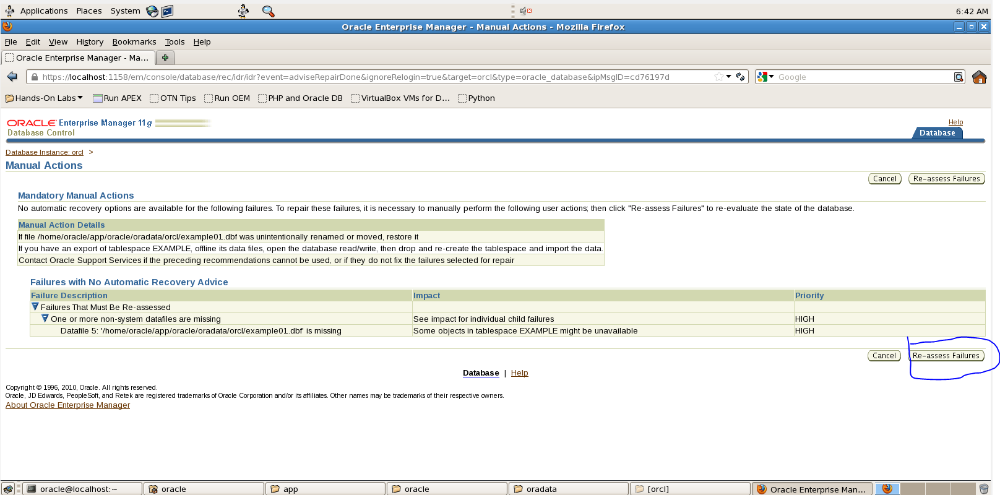 Applications Places System 6:42 AM
Oracle Enterprise Manager - Manual Actions - Mozilla Firefox
File Edit View History Bookmarks Tools Help
Oracle Enterprise Manager - Ma...
https://localhost:1158/em/console/database/rec/idr/idr?event=adviseRepairDone&ignoreRelogin=true&target=orcl&type=oracle_database&ipMsgID=cd76197d Google
Hands-On Labs Run APEX OTN Tips Run OEM PHP and Oracle DB VirtualBox VMs for D... Python
ORACLE Enterprise Manager 11g Help
Database Control Database
Database Instance: orcl >
Manual Actions
Cancel Re-assess Failures
Mandatory Manual Actions
No automatic recovery options are available for the following failures. To repair these failures, it is necessary to manually perform the following user actions; then click "Re-assess Failures" to re-evaluate the state of the database.
Manual Action Details
If file /home/oracle/app/oracle/oradata/orcl/example01.dbf was unintentionally renamed or moved, restore it
If you have an export of tablespace EXAMPLE, offline its data files, open the database read/write, then drop and re-create the tablespace and import the data.
Contact Oracle Support Services if the preceding recommendations cannot be used, or if they do not fix the failures selected for repair
Failures with No Automatic Recovery Advice
Failure Description Impact Priority
Failures That Must Be Re-assessed
One or more non-system datafiles are missing See impact for individual child failures HIGH
Datafile 5: '/home/oracle/app/oracle/oradata/orcl/example01.dbf' is missing Some objects in tablespace EXAMPLE might be unavailable HIGH
Cancel Re-assess Failures
Database | Help
Copyright © 1996, 2010, Oracle. All rights reserved.
Oracle, JD Edwards, PeopleSoft, and Retek are registered trademarks of Oracle Corporation and/or its affiliates. Other names may be trademarks of their respective owners.
About Oracle Enterprise Manager
oracle@localhost:~ oracle app oracle oradata [orcl] Oracle Enterprise Man...